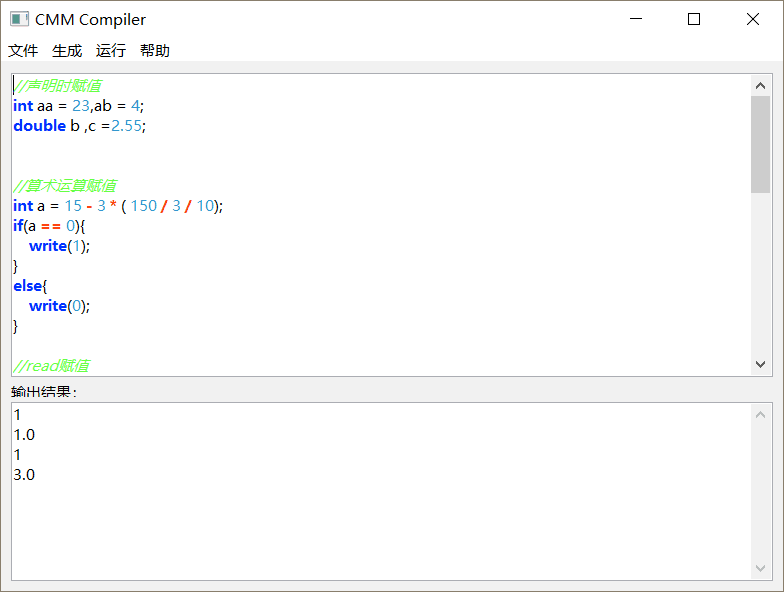 CMM Compiler
文件 生成 运行 帮助
//声明时赋值
int aa = 23,ab = 4;
double b ,c =2.55;
//算术运算赋值
int a = 15 - 3 * ( 150 / 3 / 10);
if(a == 0){
write(1);
}
else{
write(0);
}
//read赋值
输出结果:
1
1.0
1
3.0